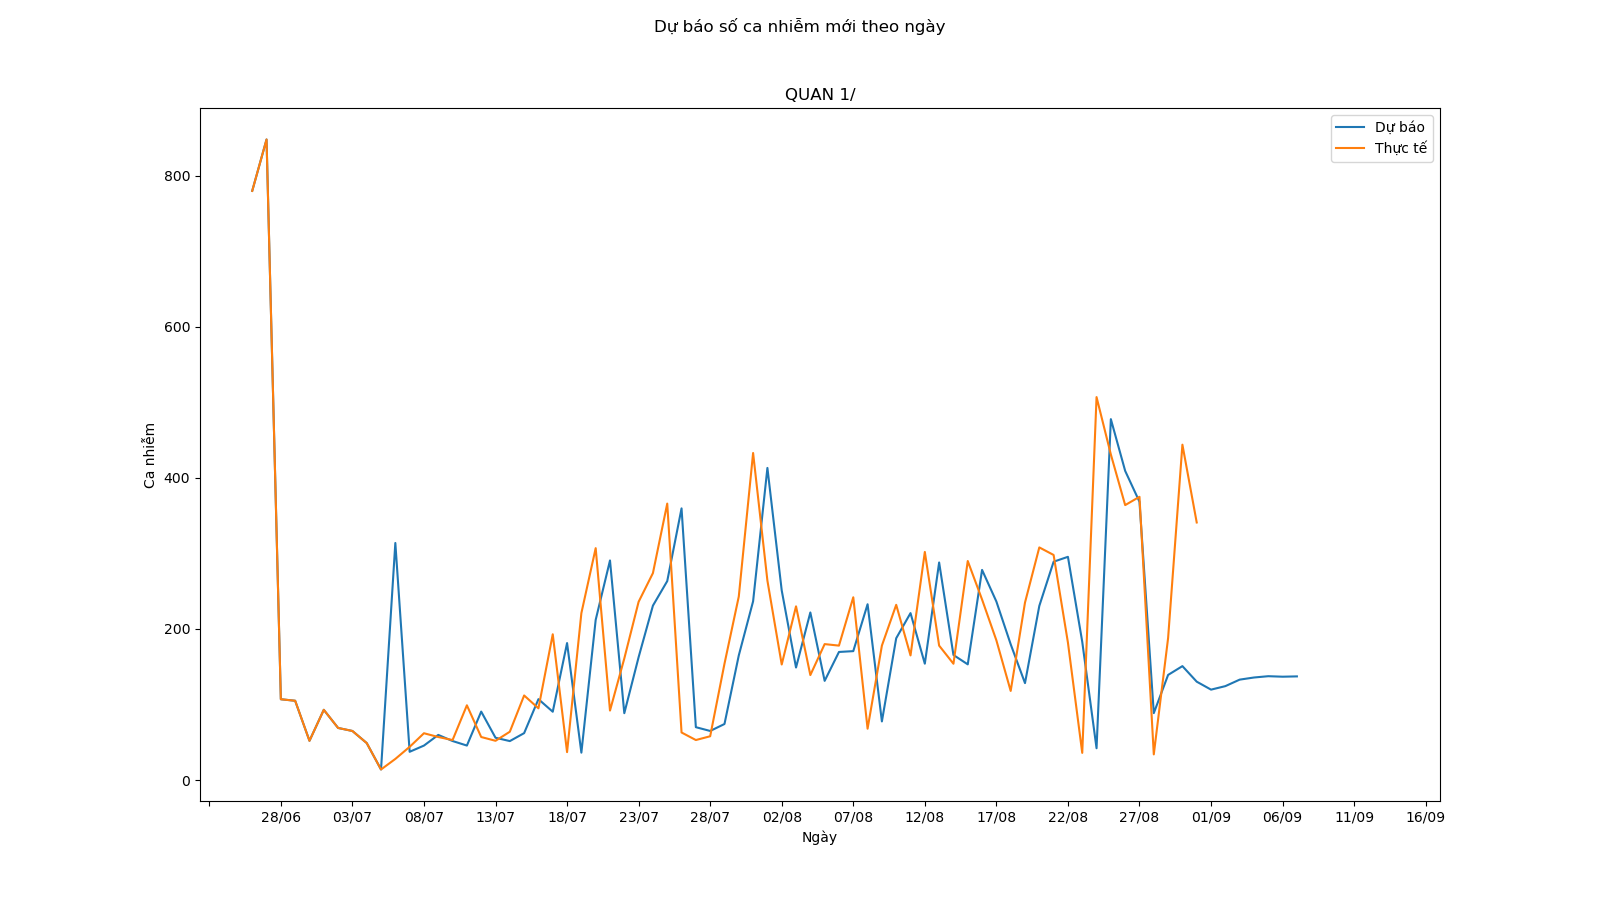 Dự báo số ca nhiễm mới theo ngày
QUAN 1/
Dự báo
Thực tế
800
600
400
200
0
Ca nhiễm
28/06 03/07 08/07 13/07 18/07 23/07 28/07 02/08 07/08 12/08 17/08 22/08 27/08 01/09 06/09 11/09 16/09
Ngày